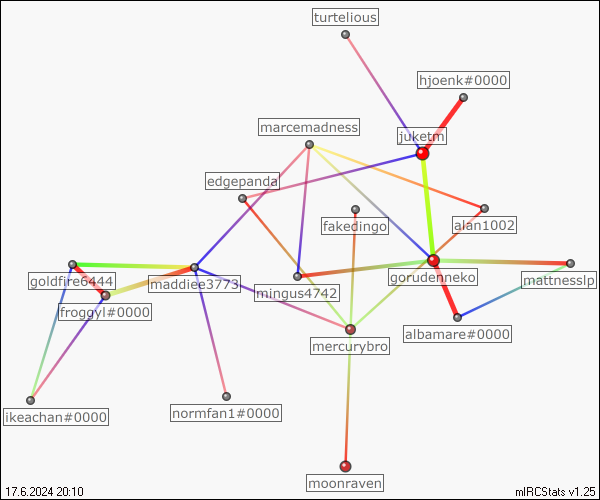 turtelious
hjoenk#0000
marcemadness
juketm
edgepanda
fakedingo
alan1002
goldfire6444
maddiee3773
mingus4742
gorudenneko
mattnesslp
froggyl#0000
albamare#0000
mercurybro
ikeachan#0000
normfan1#0000
moonraven
17.6.2024 20:10
mIRCStats v1.25